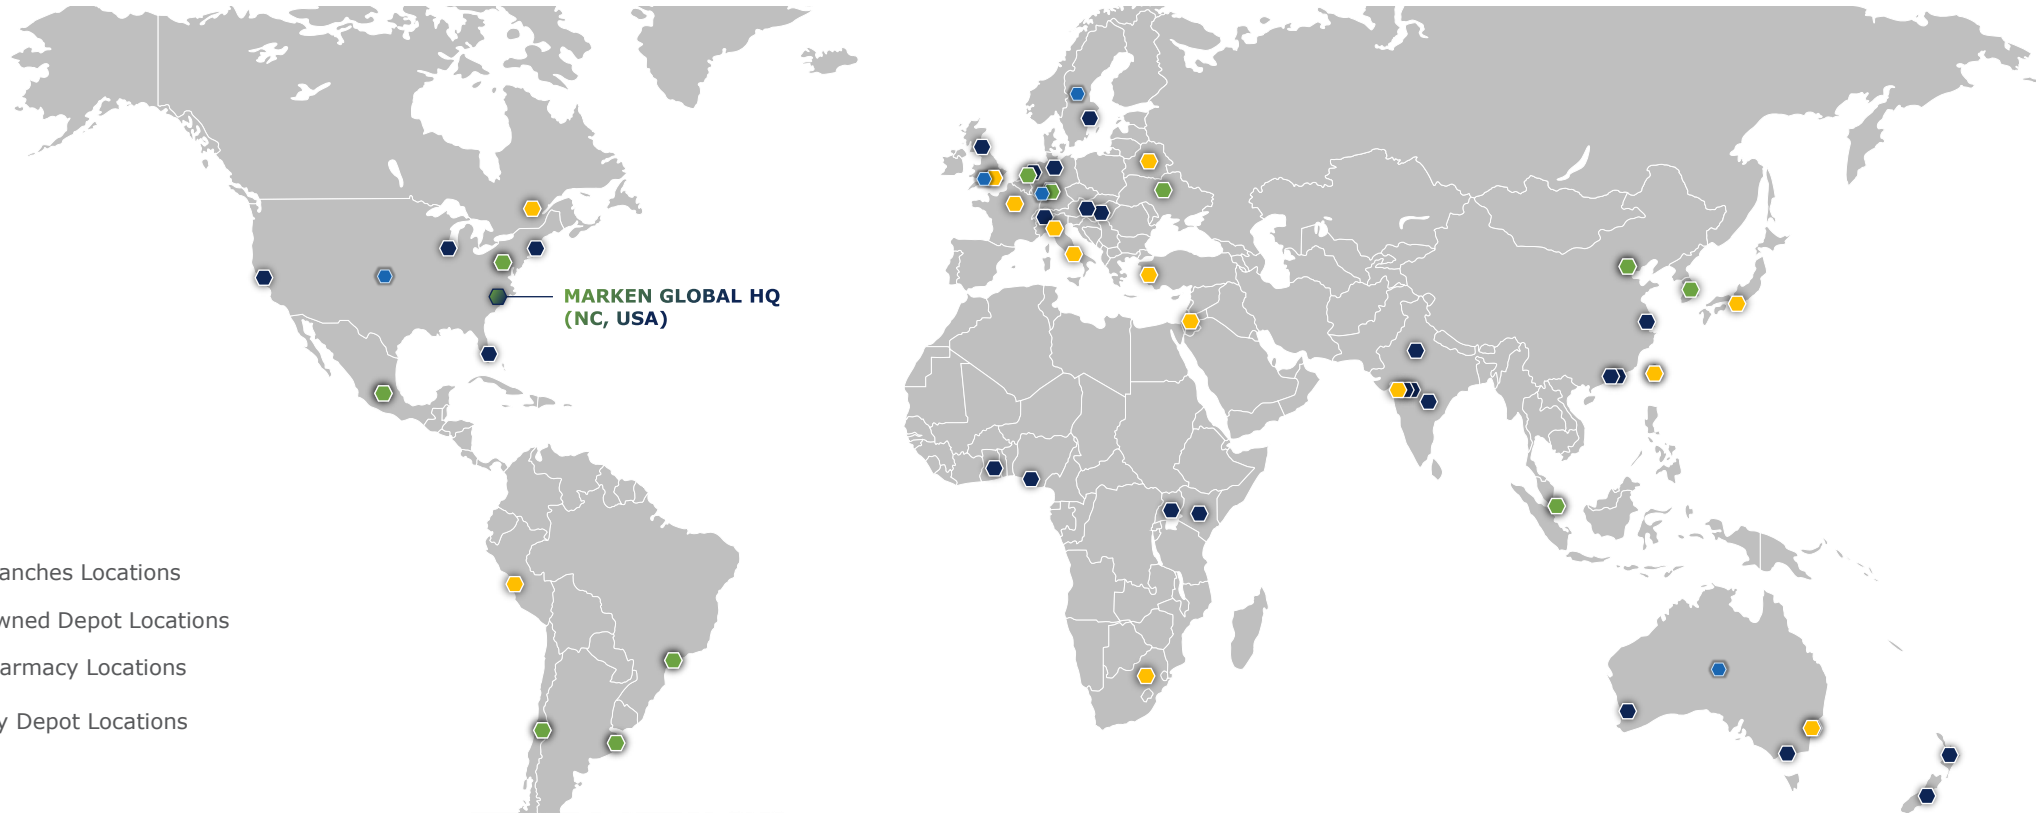 MARKEN GLOBAL HQ
(NC, USA)
anches Locations
wned Depot Locations
armacy Locations
y Depot Locations